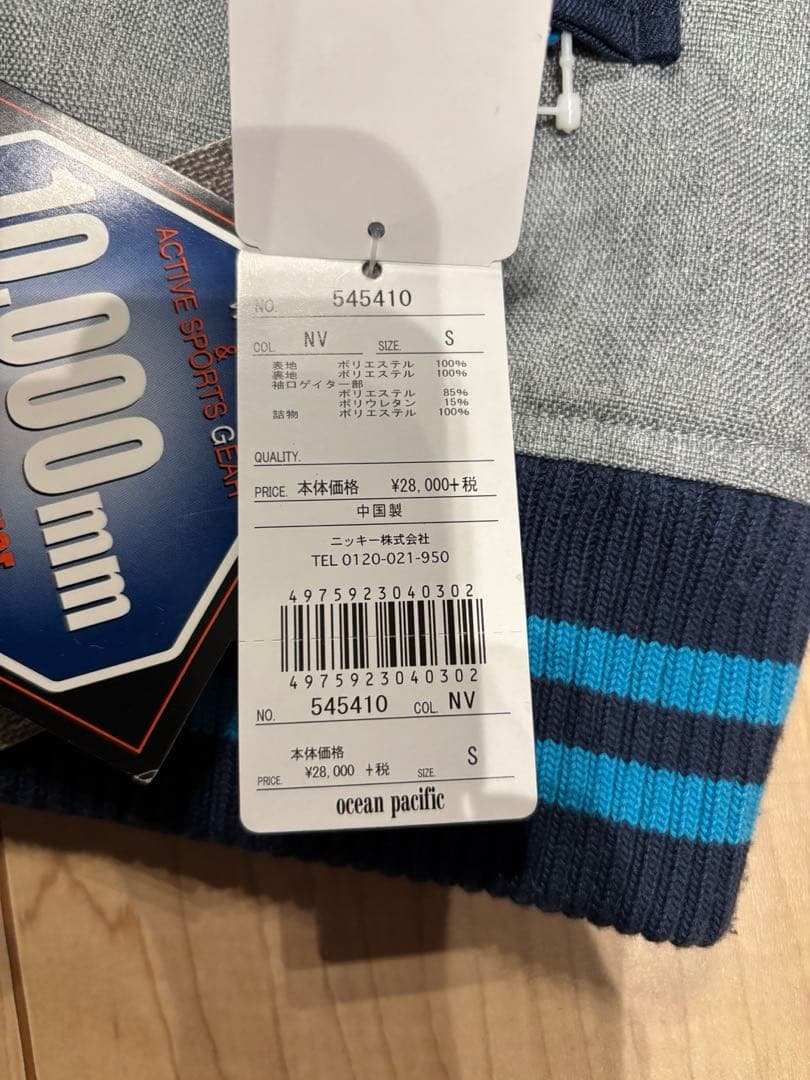 10,000mm
ACTIVE SPORTS GEAR
&
NO. 545410
COL. NV SIZE. S
表地 ポリエステル 100%
裏地 ポリエステル 100%
袖口ゲイター部
ポリエステル 85%
ポリウレタン 15%
詰物 ポリエステル 100%
QUALITY.
PRICE. 本体価格 ¥28,000+税
中国製
ニッキー株式会社
TEL 0120-021-950
4975923040302
4975923040302
NO. 545410 COL. NV
本体価格
PRICE. ¥28,000 +税 SIZE. S
ocean pacific